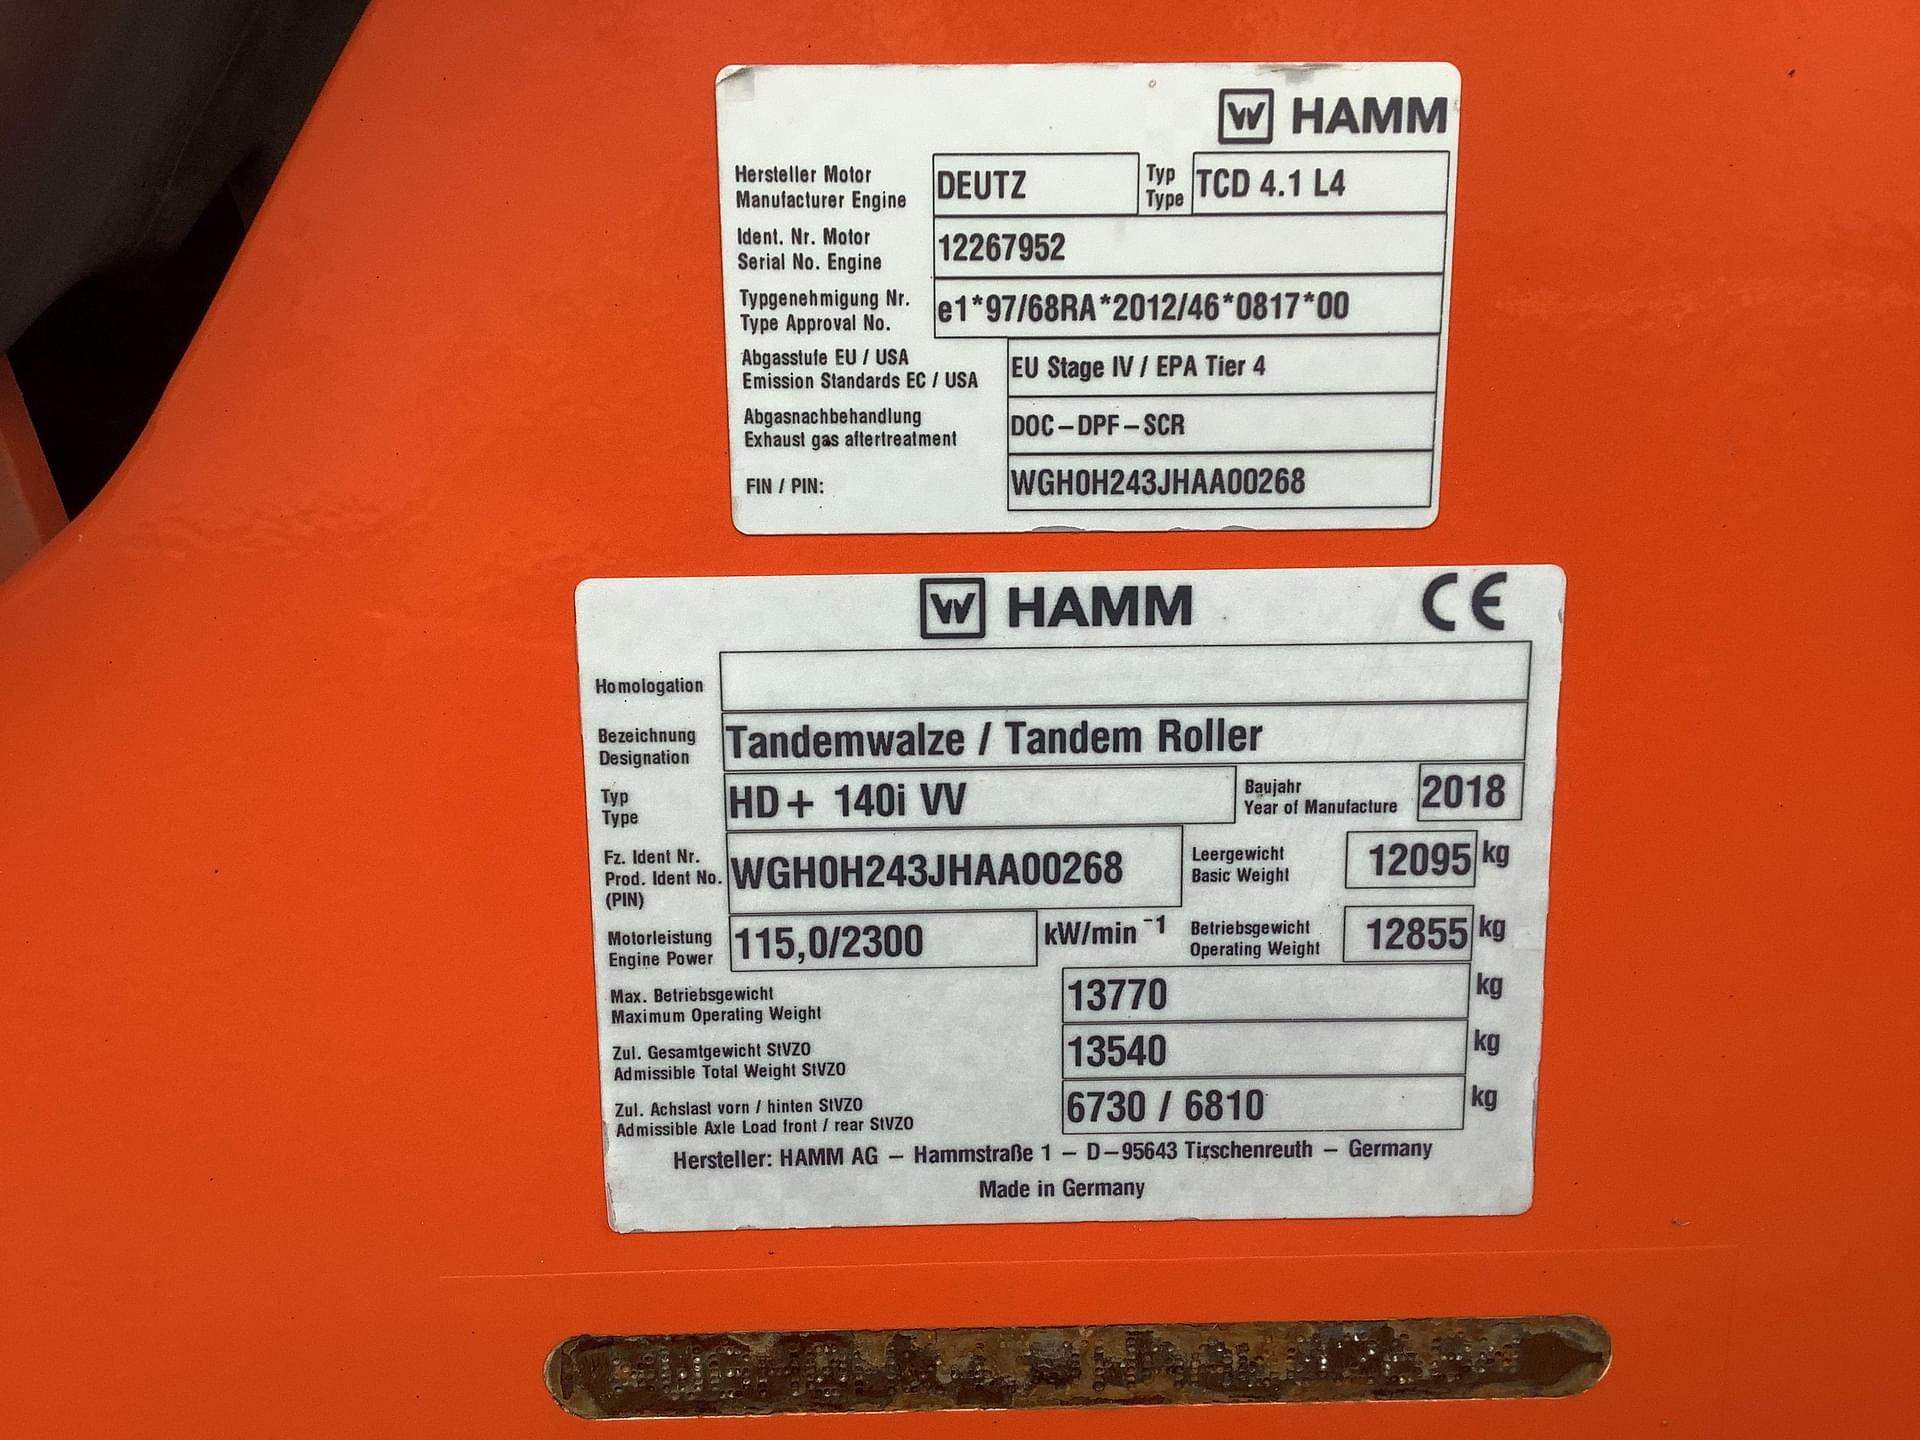 HAMM
Hersteller Motor DEUTZ Typ TCD 4.1 L4
Manufacturer Engine Type
Ident. Nr. Motor 12267952
Serial No. Engine
Typgenehmigung Nr. e1*97/68RA*2012/46*0817*00
Type Approval No.
Abgasstufe EU / USA EU Stage IV / EPA Tier 4
Emission Standards EC / USA
Abgasnachbehandlung DOC–DPF–SCR
Exhaust gas aftertreatment
FIN / PIN: WGH0H243JHAA00268
HAMM CE
Homologation
Bezeichnung Tandemwalze / Tandem Roller
Designation
Typ HD+ 140i VV Baujahr 2018
Type Year of Manufacture
Fz. Ident Nr. WGH0H243JHAA00268 Leergewicht 12095 kg
Prod. Ident No. Basic Weight
(PIN)
Motorleistung 115,0/2300 kW/min⁻¹ Betriebsgewicht 12855 kg
Engine Power Operating Weight
Max. Betriebsgewicht 13770 kg
Maximum Operating Weight
Zul. Gesamtgewicht StVZO 13540 kg
Admissible Total Weight StVZO
Zul. Achslast vorn / hinten StVZO 6730 / 6810 kg
Admissible Axle Load front / rear StVZO
Hersteller: HAMM AG – Hammstraße 1 – D–95643 Tirschenreuth – Germany
Made in Germany